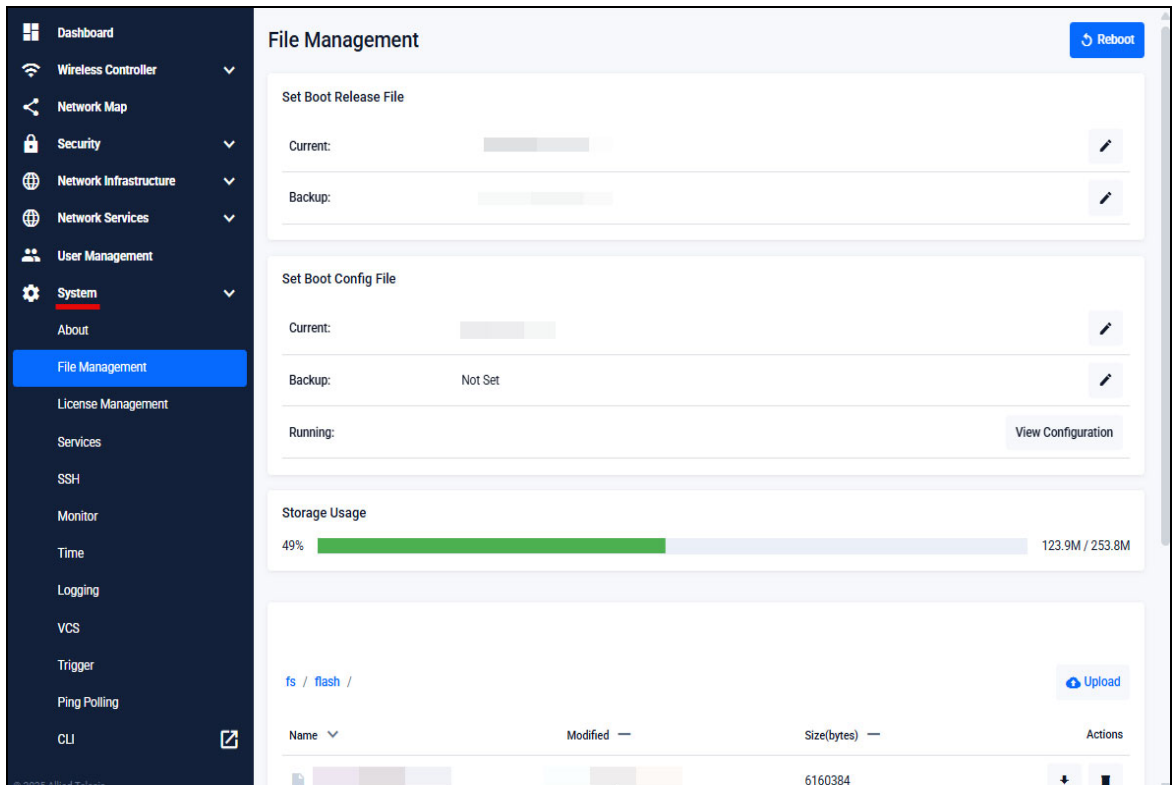 Dashboard
Wireless Controller
Network Map
Security
Network Infrastructure
Network Services
User Management
System
About
File Management
License Management
Services
SSH
Monitor
Time
Logging
VCS
Trigger
Ping Polling
CLI
File Management
Reboot
Set Boot Release File
Current:
Backup:
Set Boot Config File
Current:
Backup: Not Set
Running: View Configuration
Storage Usage
49% 123.9M / 253.8M
fs / flash / Upload
Name Modified Size(bytes) Actions
6160384